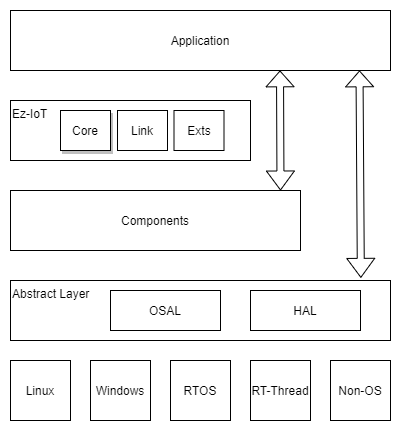 Application
Ez-IoT
Core
Link
Exts
Components
Abstract Layer
OSAL
HAL
Linux
Windows
RTOS
RT-Thread
Non-OS